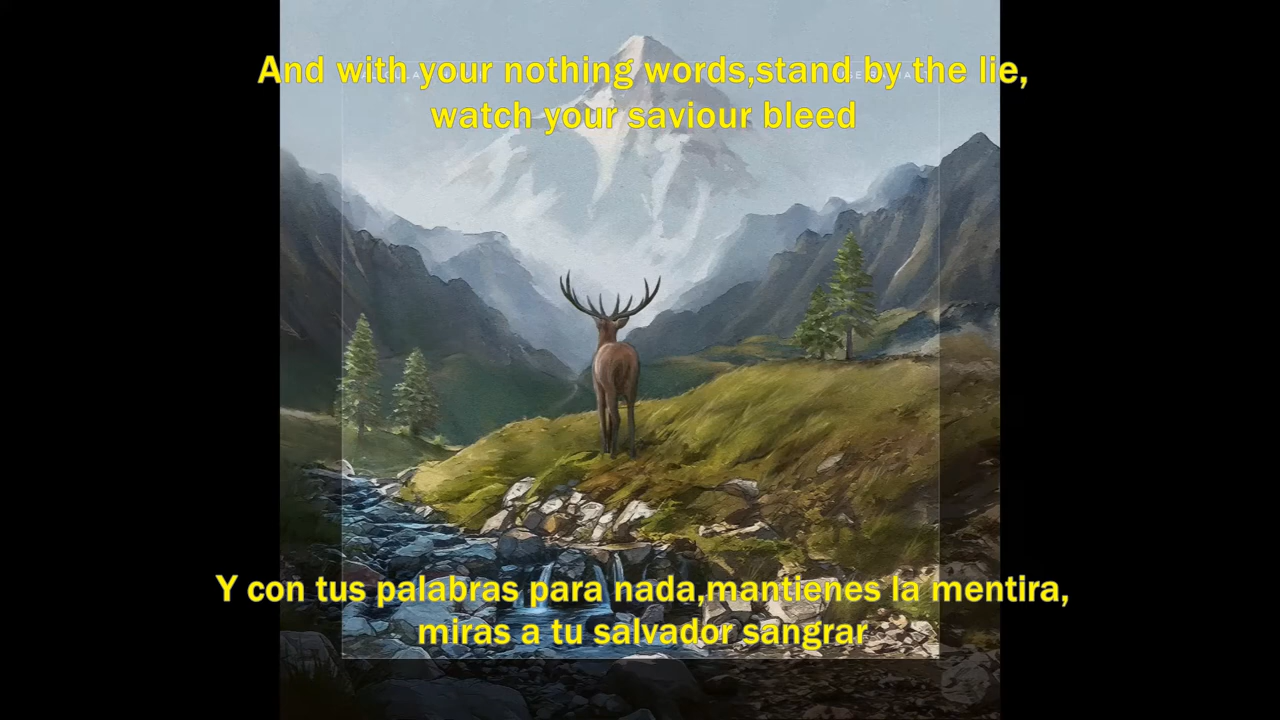 And with your nothing words,stand by the lie,
watch your saviour bleed
Y con tus palabras para nada,mantienes la mentira,
miras a tu salvador sangrar